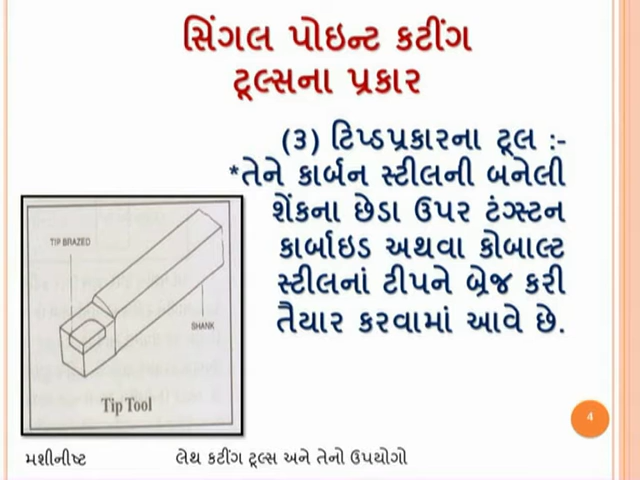 સિંગલ પોઇન્ટ કટીંગ
ટૂલ્સના પ્રકાર
(૩) ટિપ્ડપ્રકારના ટૂલ :-
*તેને કાર્બન સ્ટીલની બનેલી
શેંકના છેડા ઉપર ટંગ્સ્ટન
કાર્બાઇડ અથવા કોબાલ્ટ
સ્ટીલનાં ટીપને બ્રેજ કરી
તૈયાર કરવામાં આવે છે.
TIP BRAZED
SHANK
Tip Tool
4
મશીનીષ્ટ
લેથ કટીંગ ટૂલ્સ અને તેનો ઉપયોગો